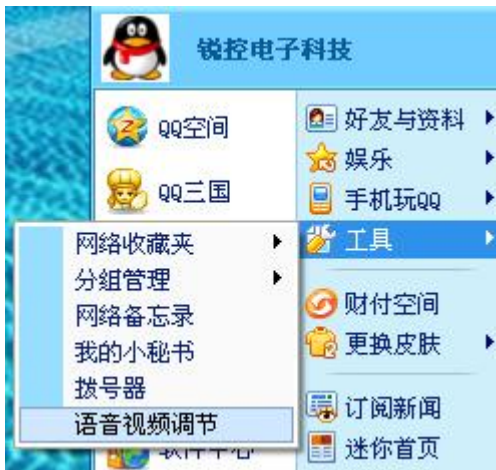 锐控电子科技
QQ空间
QQ三国
好友与资料
娱乐
手机玩QQ
工具
财付空间
更换皮肤
订阅新闻
迷你首页
网络收藏夹
分组管理
网络备忘录
我的小秘书
拨号器
语音视频调节